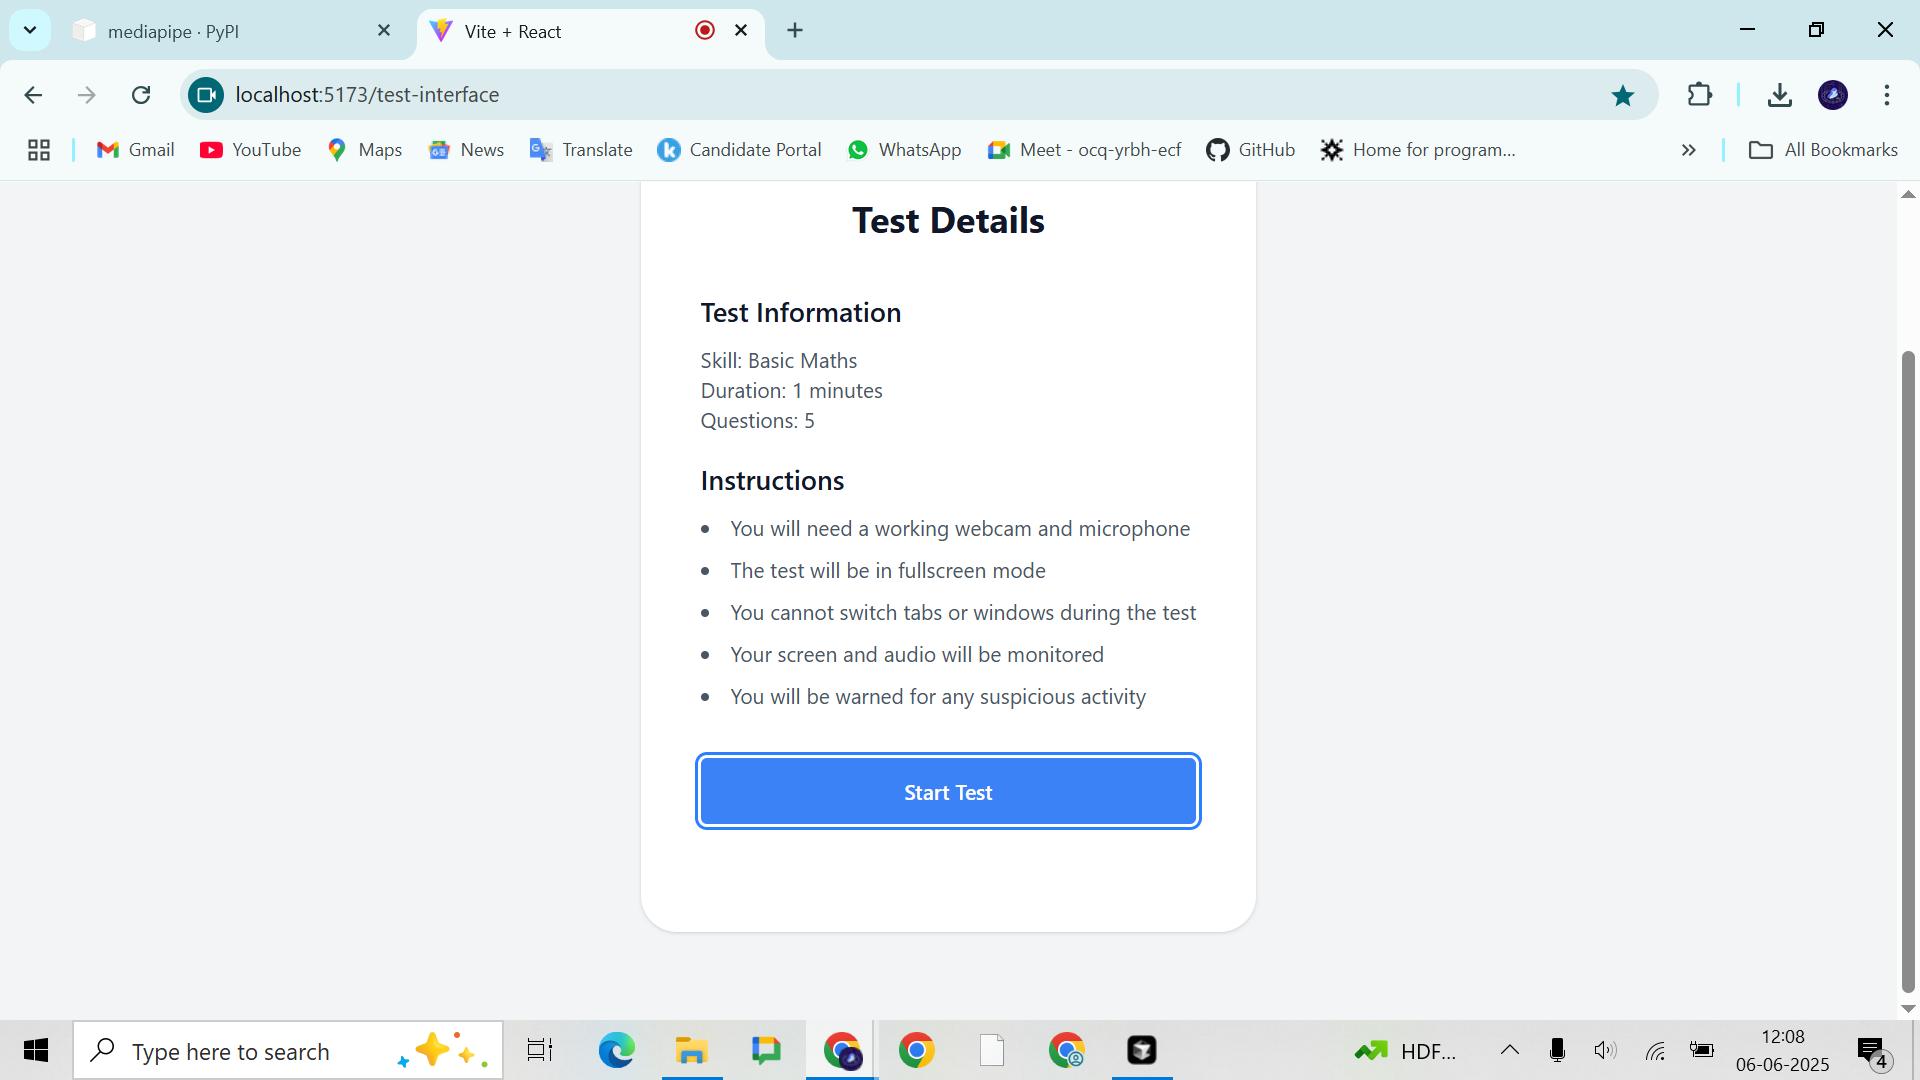 mediapipe · PyPI
Vite + React
localhost:5173/test-interface
Gmail
YouTube
Maps
News
Translate
Candidate Portal
WhatsApp
Meet - ocq-yrbh-ecf
GitHub
Home for program...
All Bookmarks
Test Details
Test Information
Skill: Basic Maths
Duration: 1 minutes
Questions: 5
Instructions
You will need a working webcam and microphone
The test will be in fullscreen mode
You cannot switch tabs or windows during the test
Your screen and audio will be monitored
You will be warned for any suspicious activity
Start Test
Type here to search
HDF...
12:08
06-06-2025
4